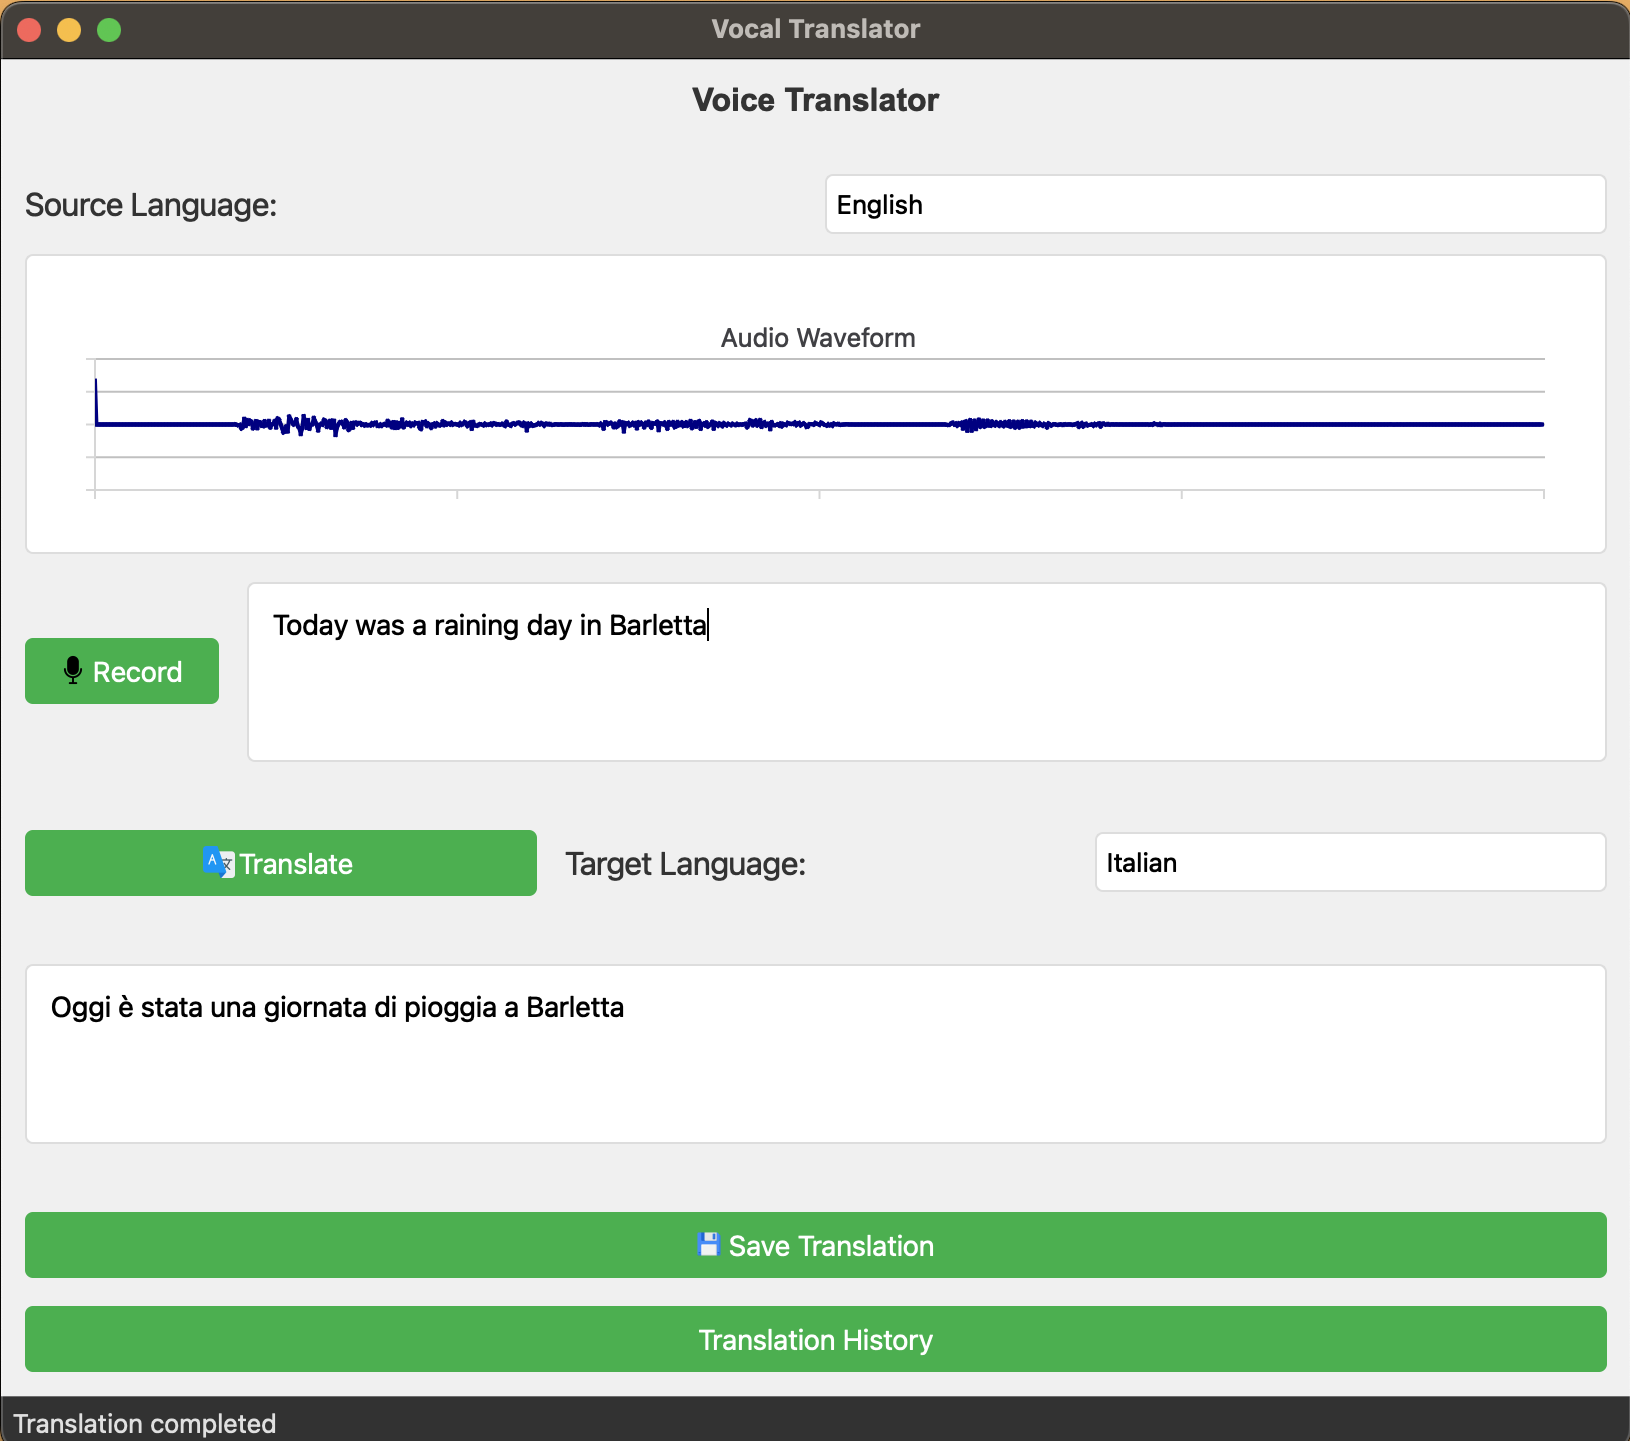 Vocal Translator
Voice Translator
Source Language:
English
Audio Waveform
Today was a raining day in Barletta
Record
Translate
Target Language:
Italian
Oggi è stata una giornata di pioggia a Barletta
Save Translation
Translation History
Translation completed